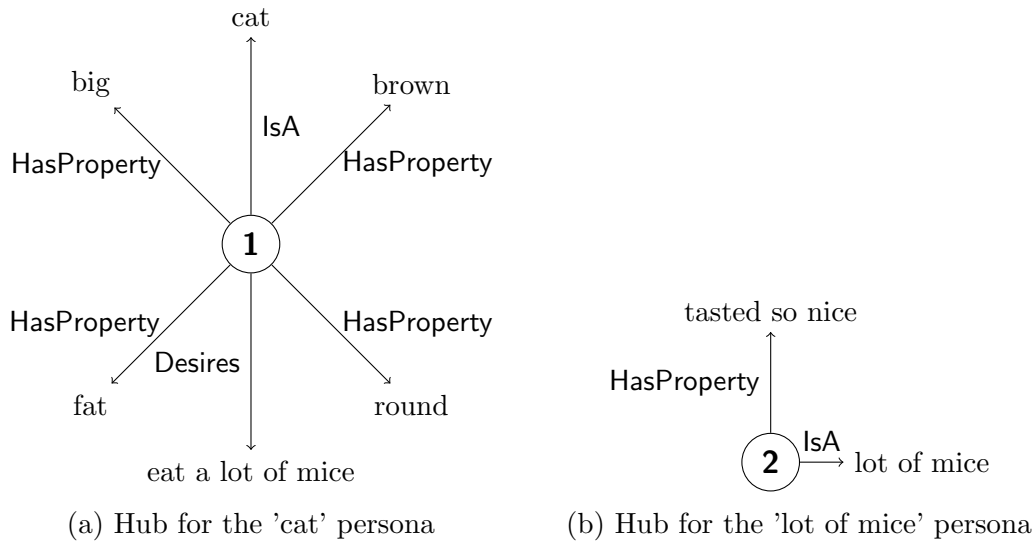 cat
big
brown
IsA
HasProperty
HasProperty
1
HasProperty
HasProperty
Desires
fat
round
eat a lot of mice
(a) Hub for the 'cat' persona
tasted so nice
HasProperty
IsA
2
lot of mice
(b) Hub for the 'lot of mice' persona